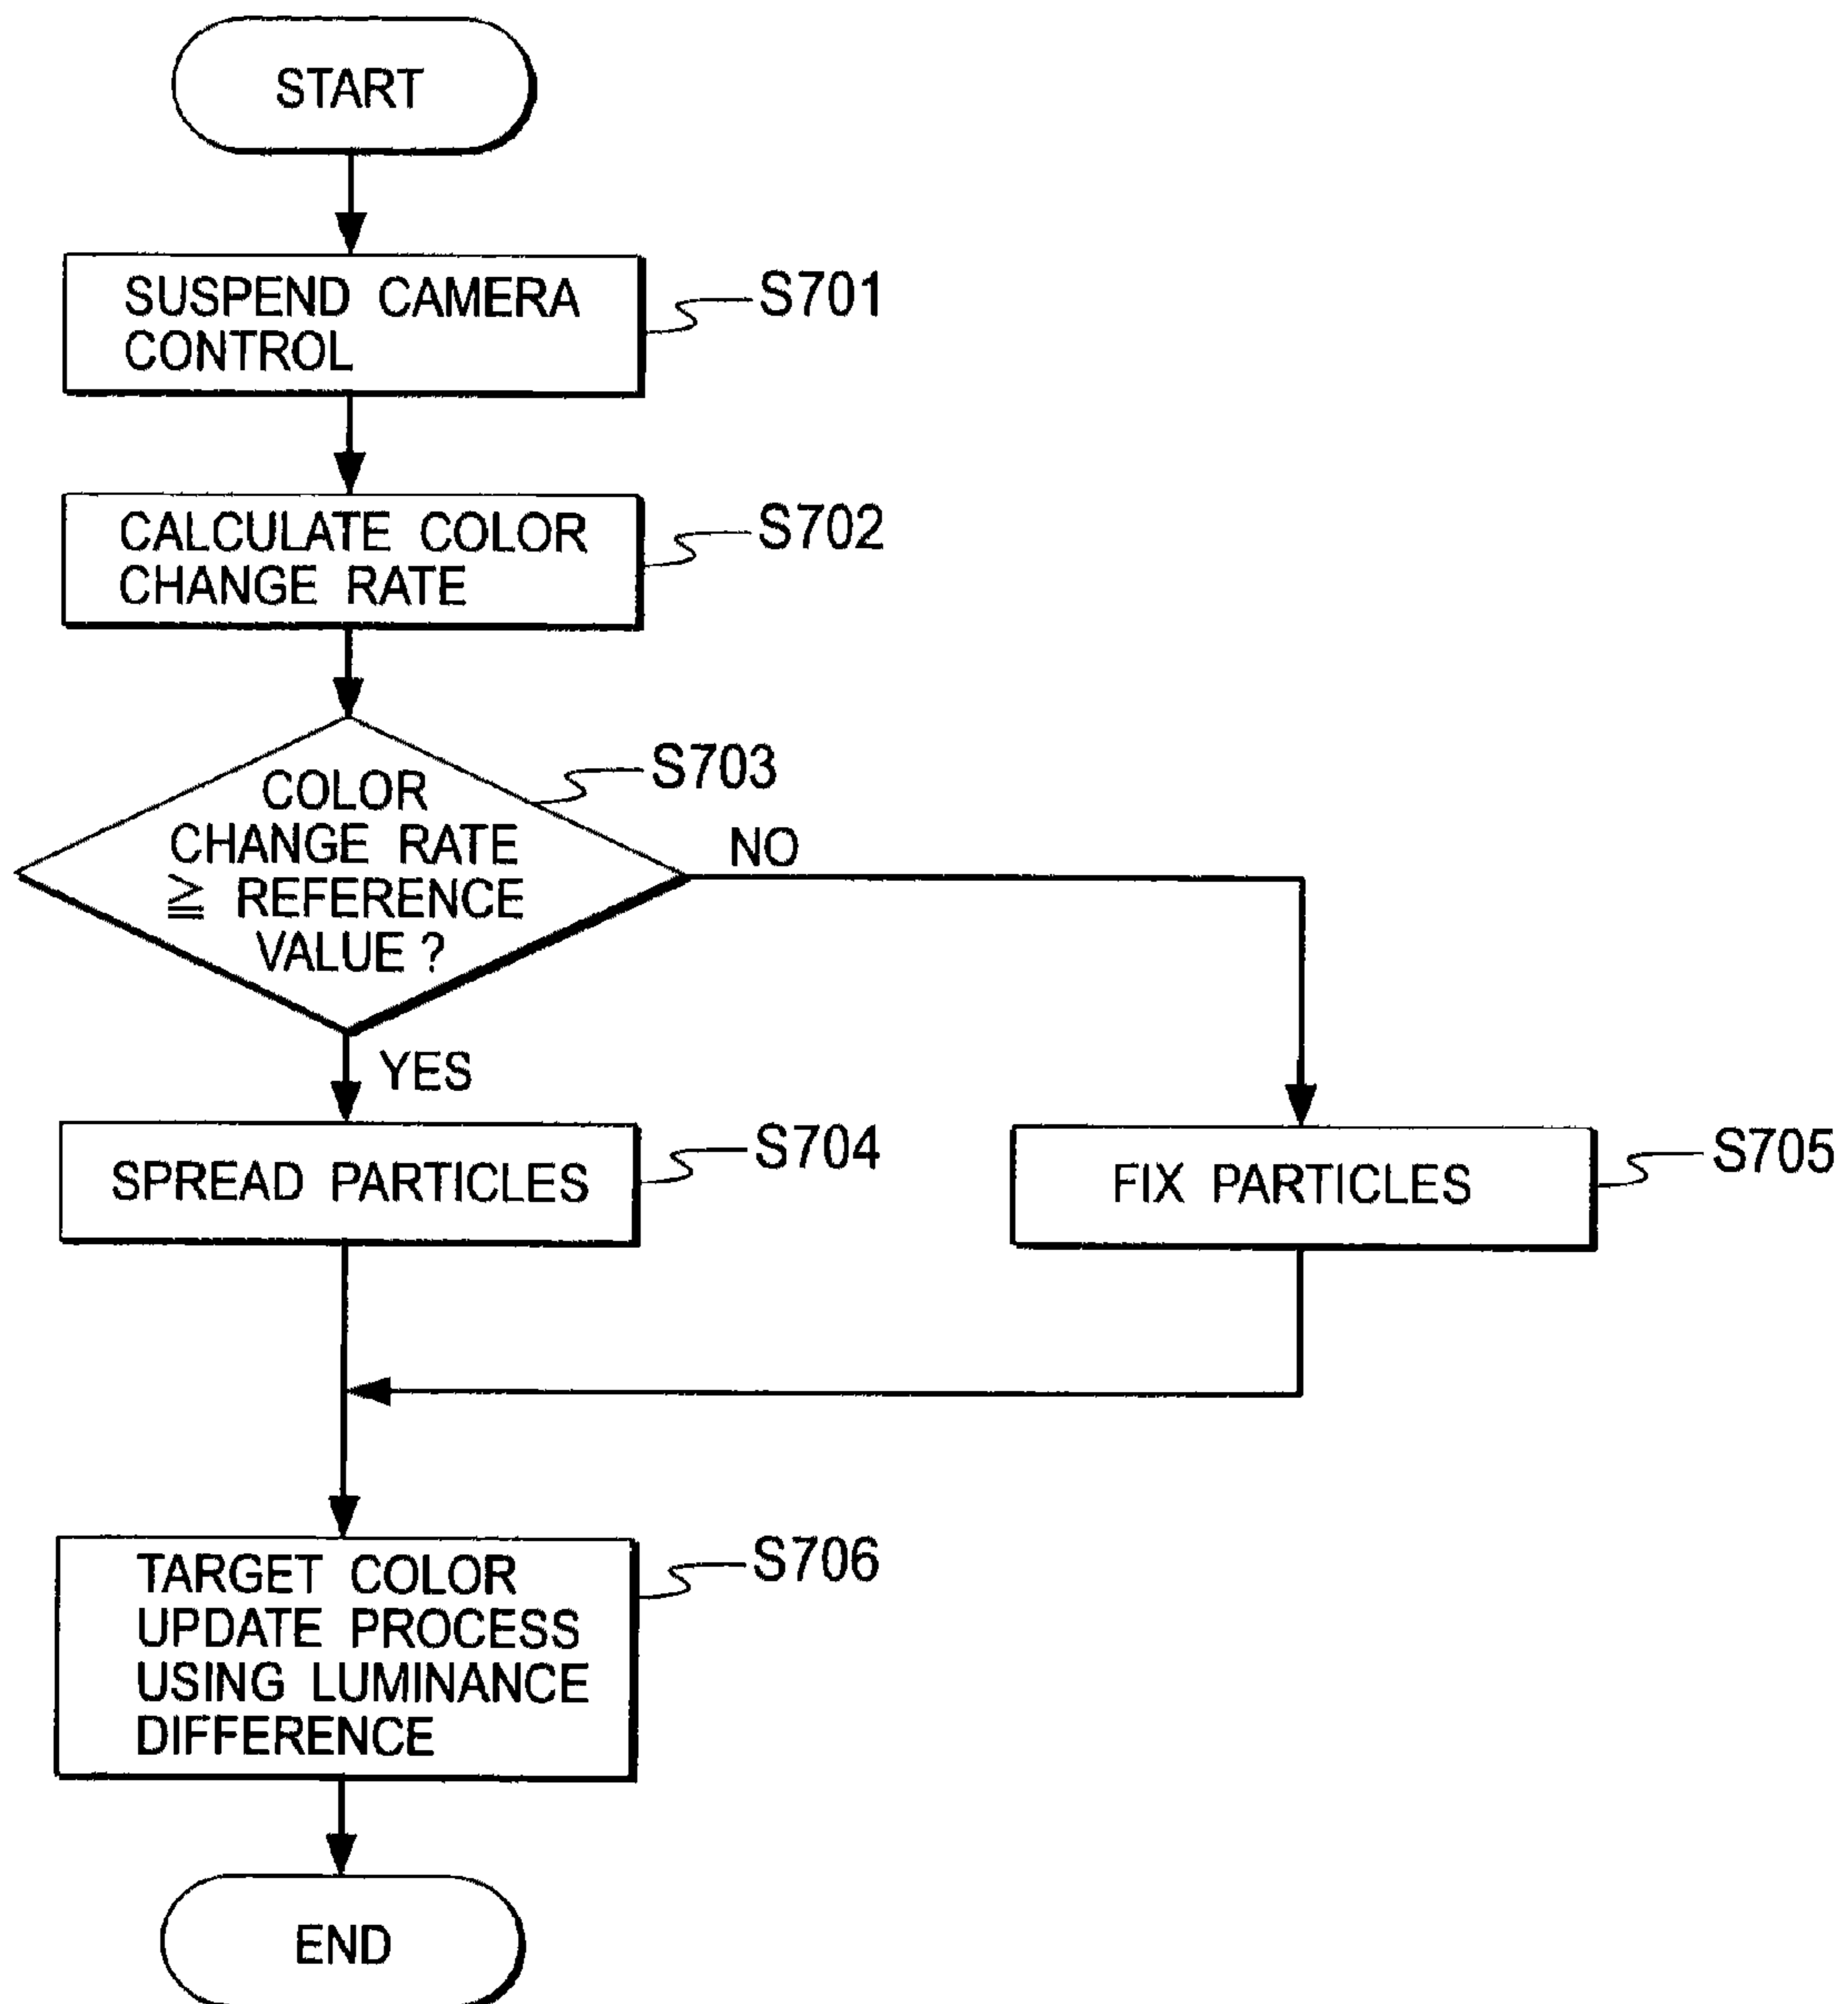 START
SUSPEND CAMERA
CONTROL
S701
CALCULATE COLOR
CHANGE RATE
S702
COLOR
CHANGE RATE
≧ REFERENCE
VALUE ?
S703
NO
YES
SPREAD PARTICLES
S704
FIX PARTICLES
S705
TARGET COLOR
UPDATE PROCESS
USING LUMINANCE
DIFFERENCE
S706
END